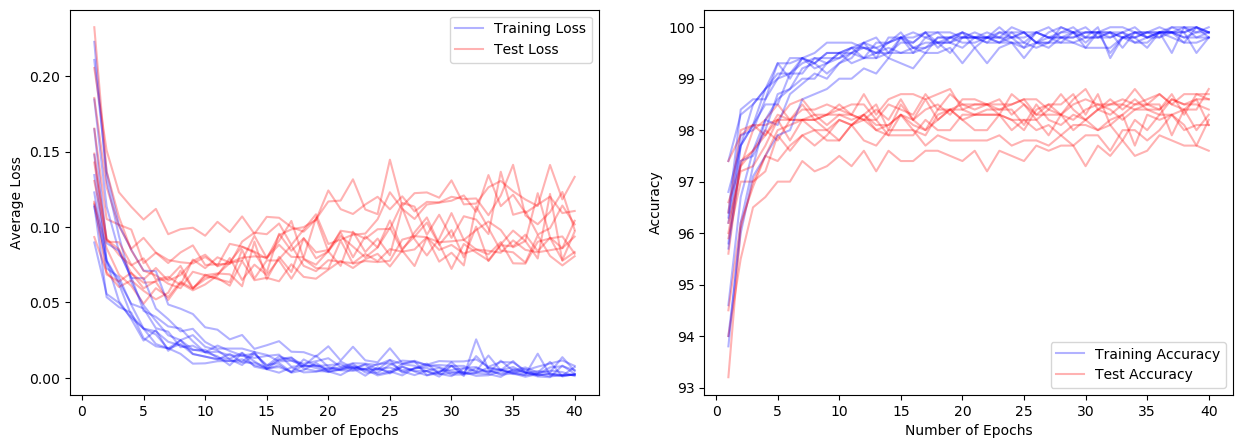 Training Loss
Test Loss
0.20
0.15
0.10
0.05
0.00
Average Loss
0 5 10 15 20 25 30 35 40
Number of Epochs
100
99
98
97
96
95
94
93
Accuracy
Training Accuracy
Test Accuracy
0 5 10 15 20 25 30 35 40
Number of Epochs